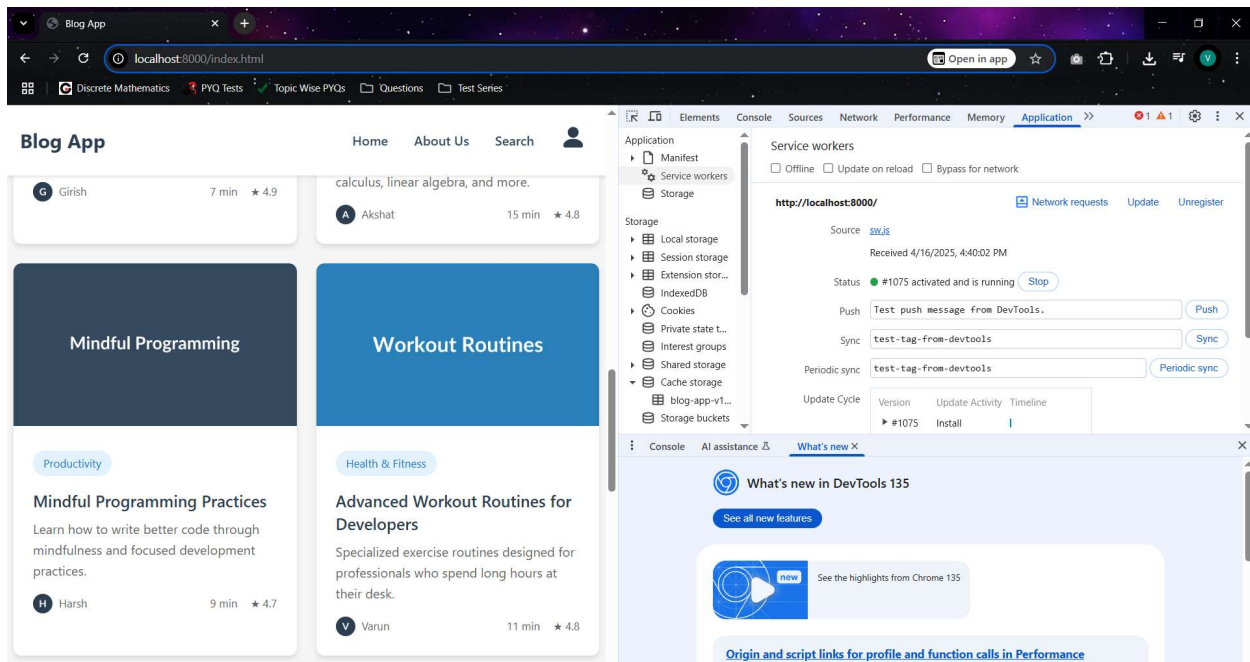 Blog App
localhost:8000/index.html
Open in app
V
Discrete Mathematics
PYQ Tests
Topic Wise PYQs
Questions
Test Series
Blog App
Home
About Us
Search
G Girish
7 min ★ 4.9
calculus, linear algebra, and more.
A Akshat
15 min ★ 4.8
Mindful Programming
Productivity
Mindful Programming Practices
Learn how to write better code through
mindfulness and focused development
practices.
H Harsh
9 min ★ 4.7
Workout Routines
Health & Fitness
Advanced Workout Routines for
Developers
Specialized exercise routines designed for
professionals who spend long hours at
their desk.
V Varun
11 min ★ 4.8
Elements Console Sources Network Performance Memory Application 1 1
Application
Manifest
Service workers
Storage
Storage
Local storage
Session storage
Extension stor...
IndexedDB
Cookies
Private state t...
Interest groups
Shared storage
Cache storage
blog-app-v1...
Storage buckets
Service workers
Offline Update on reload Bypass for network
http://localhost:8000/ Network requests Update Unregister
Source sw.js
Received 4/16/2025, 4:40:02 PM
Status #1075 activated and is running Stop
Push Test push message from DevTools. Push
Sync test-tag-from-devtools Sync
Periodic sync test-tag-from-devtools Periodic sync
Update Cycle Version Update Activity Timeline
#1075 Install
Console AI assistance What's new
What's new in DevTools 135
See all new features
new
See the highlights from Chrome 135
Origin and script links for profile and function calls in Performance